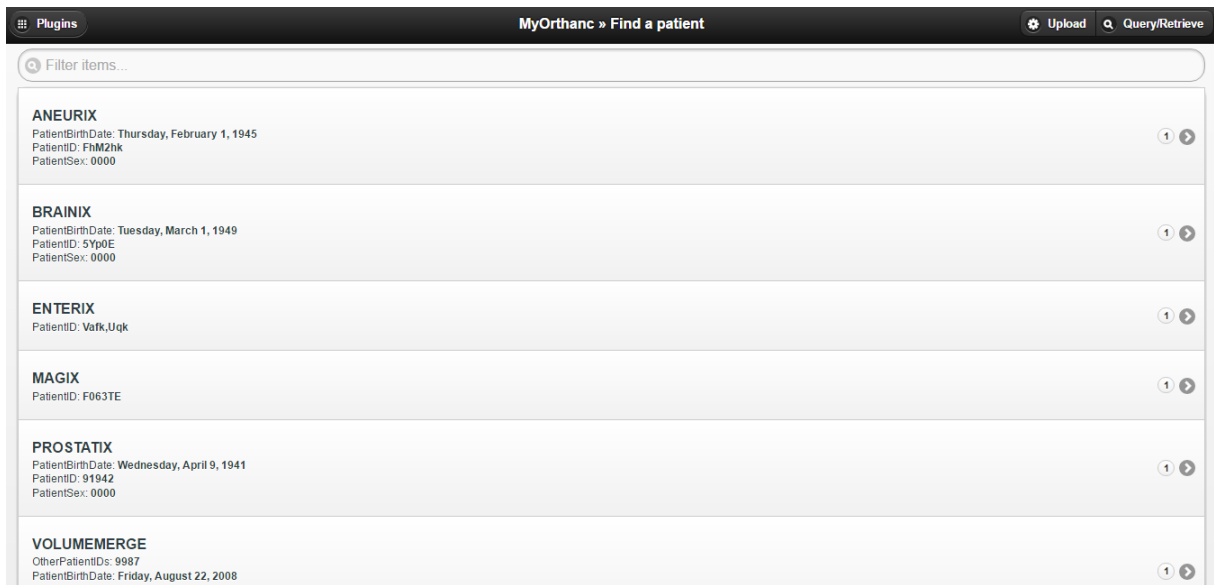 Plugins
MyOrthanc » Find a patient
Upload
Query/Retrieve
Filter items...
ANEURIX
PatientBirthDate: Thursday, February 1, 1945
PatientID: FhM2hk
PatientSex: 0000
1
BRAINIX
PatientBirthDate: Tuesday, March 1, 1949
PatientID: 5Yp0E
PatientSex: 0000
1
ENTERIX
PatientID: Vafk,Uqk
1
MAGIX
PatientID: F063TE
1
PROSTATIX
PatientBirthDate: Wednesday, April 9, 1941
PatientID: 91942
PatientSex: 0000
1
VOLUMEMERGE
OtherPatientIDs: 9987
PatientBirthDate: Friday, August 22, 2008
1